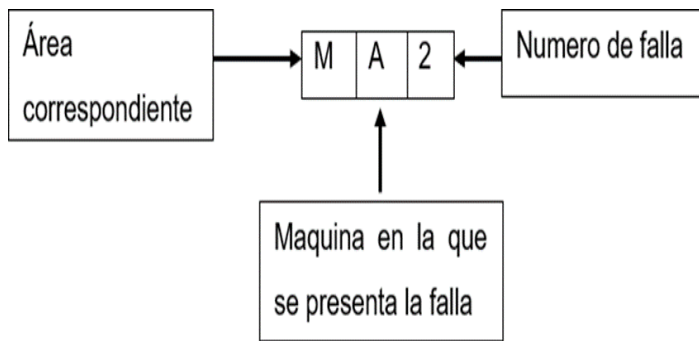 Área
correspondiente
M A 2
Numero de falla
Maquina en la que
se presenta la falla